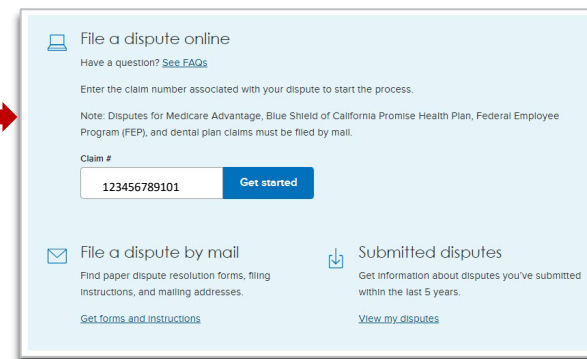 File a dispute online
Have a question? See FAQs
Enter the claim number associated with your dispute to start the process.
Note: Disputes for Medicare Advantage, Blue Shield of California Promise Health Plan, Federal Employee
Program (FEP), and dental plan claims must be filed by mail.
Claim #
123456789101 Get started
File a dispute by mail
Find paper dispute resolution forms, filing
instructions, and mailing addresses.
Get forms and instructions
Submitted disputes
Get information about disputes you've submitted
within the last 5 years.
View my disputes